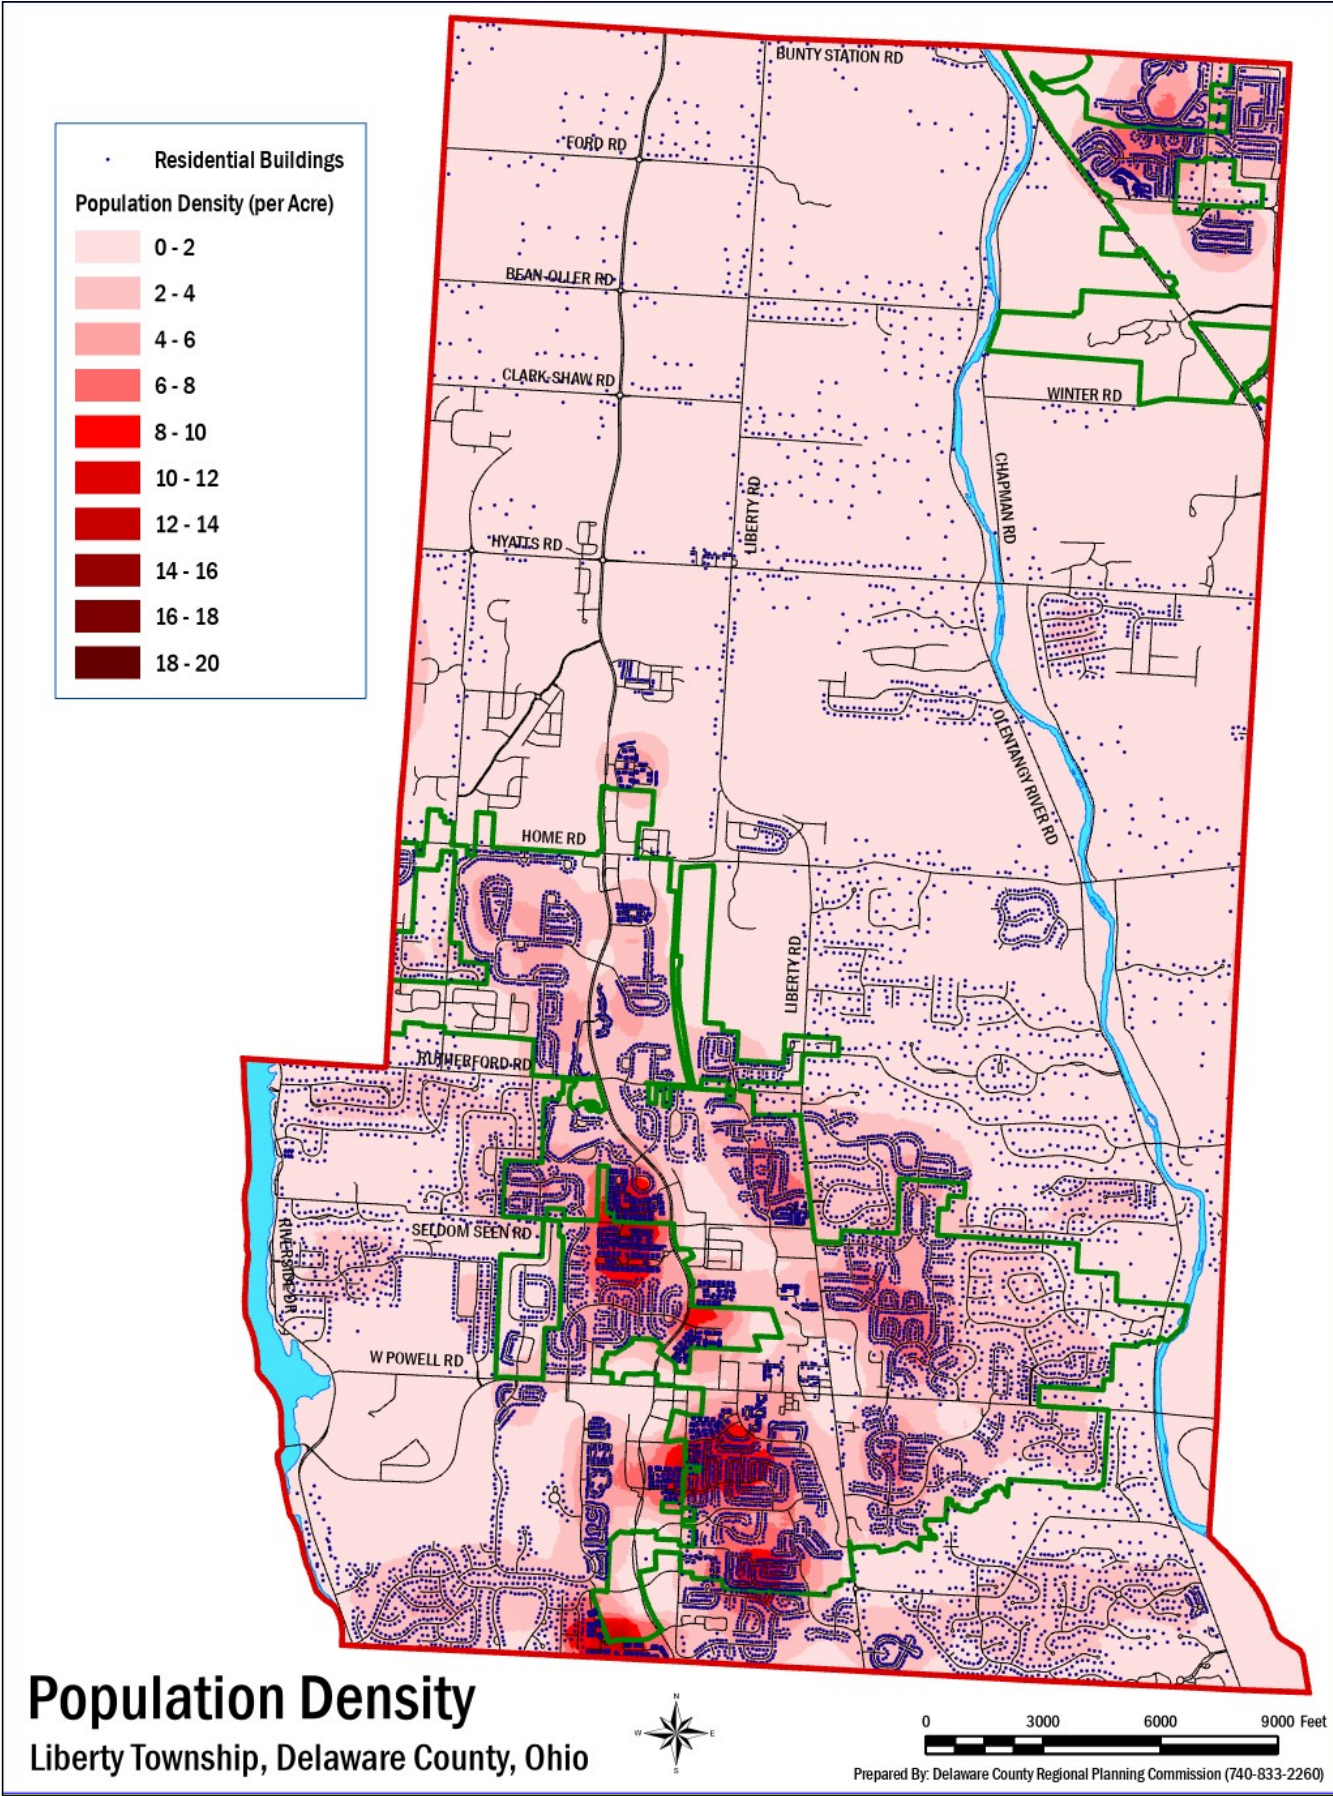 BUNTY STATION RD
FORD RD
Residential Buildings
Population Density (per Acre)
0 - 2
2 - 4
4 - 6
6 - 8
8 - 10
10 - 12
12 - 14
14 - 16
16 - 18
18 - 20
BEAN-OLLER RD
CLARK-SHAW RD
WINTER RD
CHAPMAN RD
LIBERTY RD
HYATTS RD
OLENTANGY RIVER RD
HOME RD
LIBERTY RD
RUTHERFORD RD
SELDOM SEEN RD
RIVERSIDE DR
W POWELL RD
Population Density
Liberty Township, Delaware County, Ohio
N
W E
S
0 3000 6000 9000 Feet
Prepared By: Delaware County Regional Planning Commission (740-833-2260)